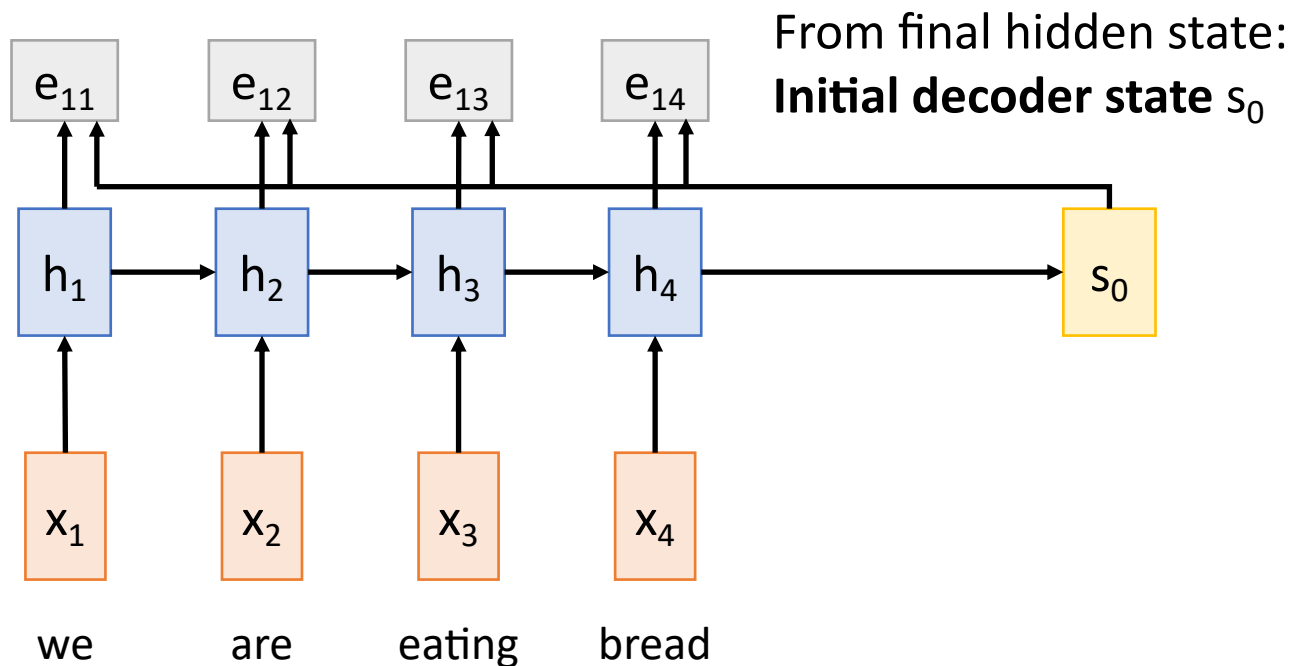 From final hidden state:
Initial decoder state s₀
e₁₁ e₁₂ e₁₃ e₁₄
h₁ h₂ h₃ h₄ s₀
x₁ x₂ x₃ x₄
we are eating bread